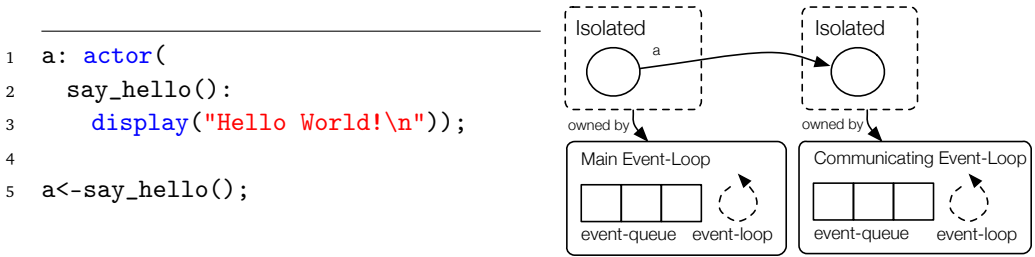 1 a: actor(
2 say_hello():
3 display("Hello World!\n"));
4
5 a<-say_hello();
Isolated
Isolated
a
owned by
owned by
Main Event-Loop
Communicating Event-Loop
event-queue event-loop
event-queue event-loop